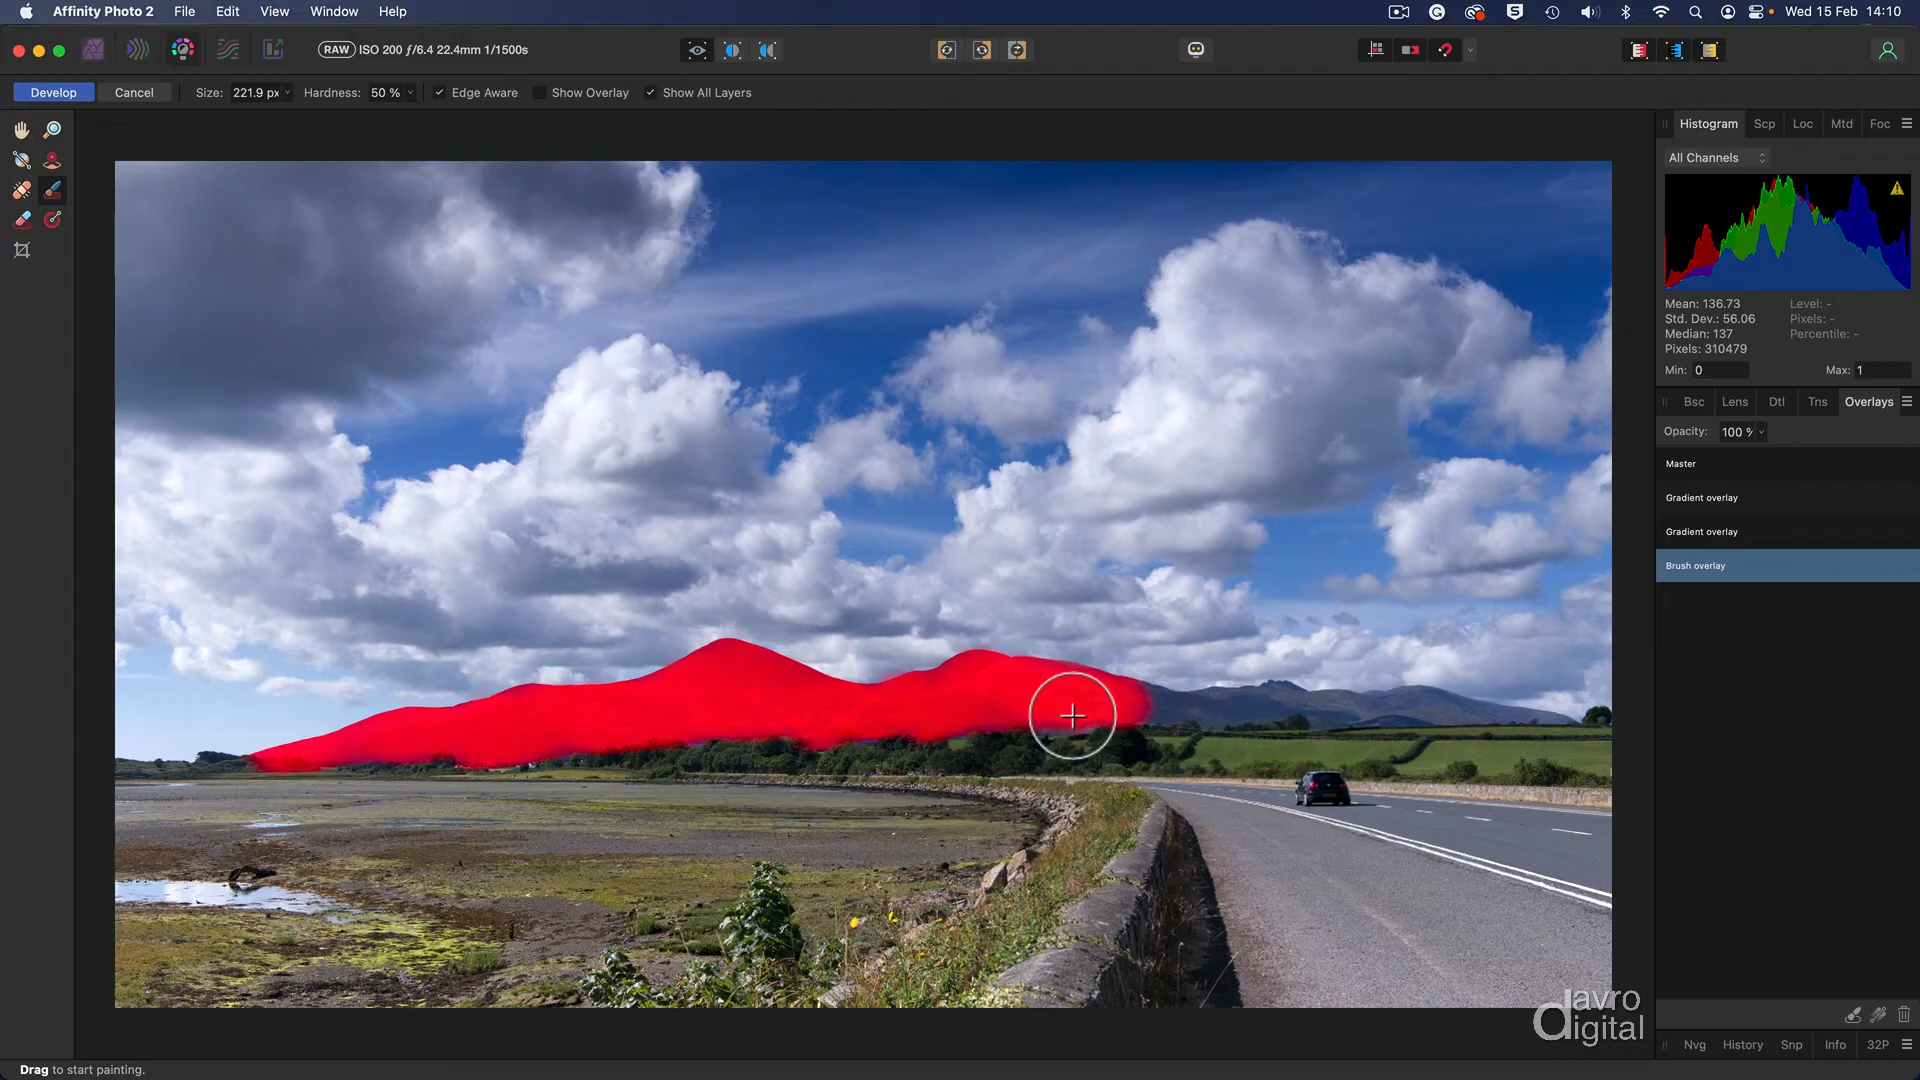 Affinity Photo 2 File Edit View Window Help Wed 15 Feb 14:10
RAW ISO 200 ƒ/6.4 22.4mm 1/1500s
Develop Cancel Size: 221.9 px Hardness: 50 % Edge Aware Show Overlay Show All Layers
Histogram Scp Loc Mtd Foc
All Channels
Mean: 136.73 Level: -
Std. Dev.: 56.06 Pixels: -
Median: 137 Percentile: -
Pixels: 310479
Min: 0 Max: 1
Bsc Lens Dtl Tns Overlays
Opacity: 100 %
Master
Gradient overlay
Gradient overlay
Brush overlay
davro
digital
Nvg History Snp Info 32P
Drag to start painting.